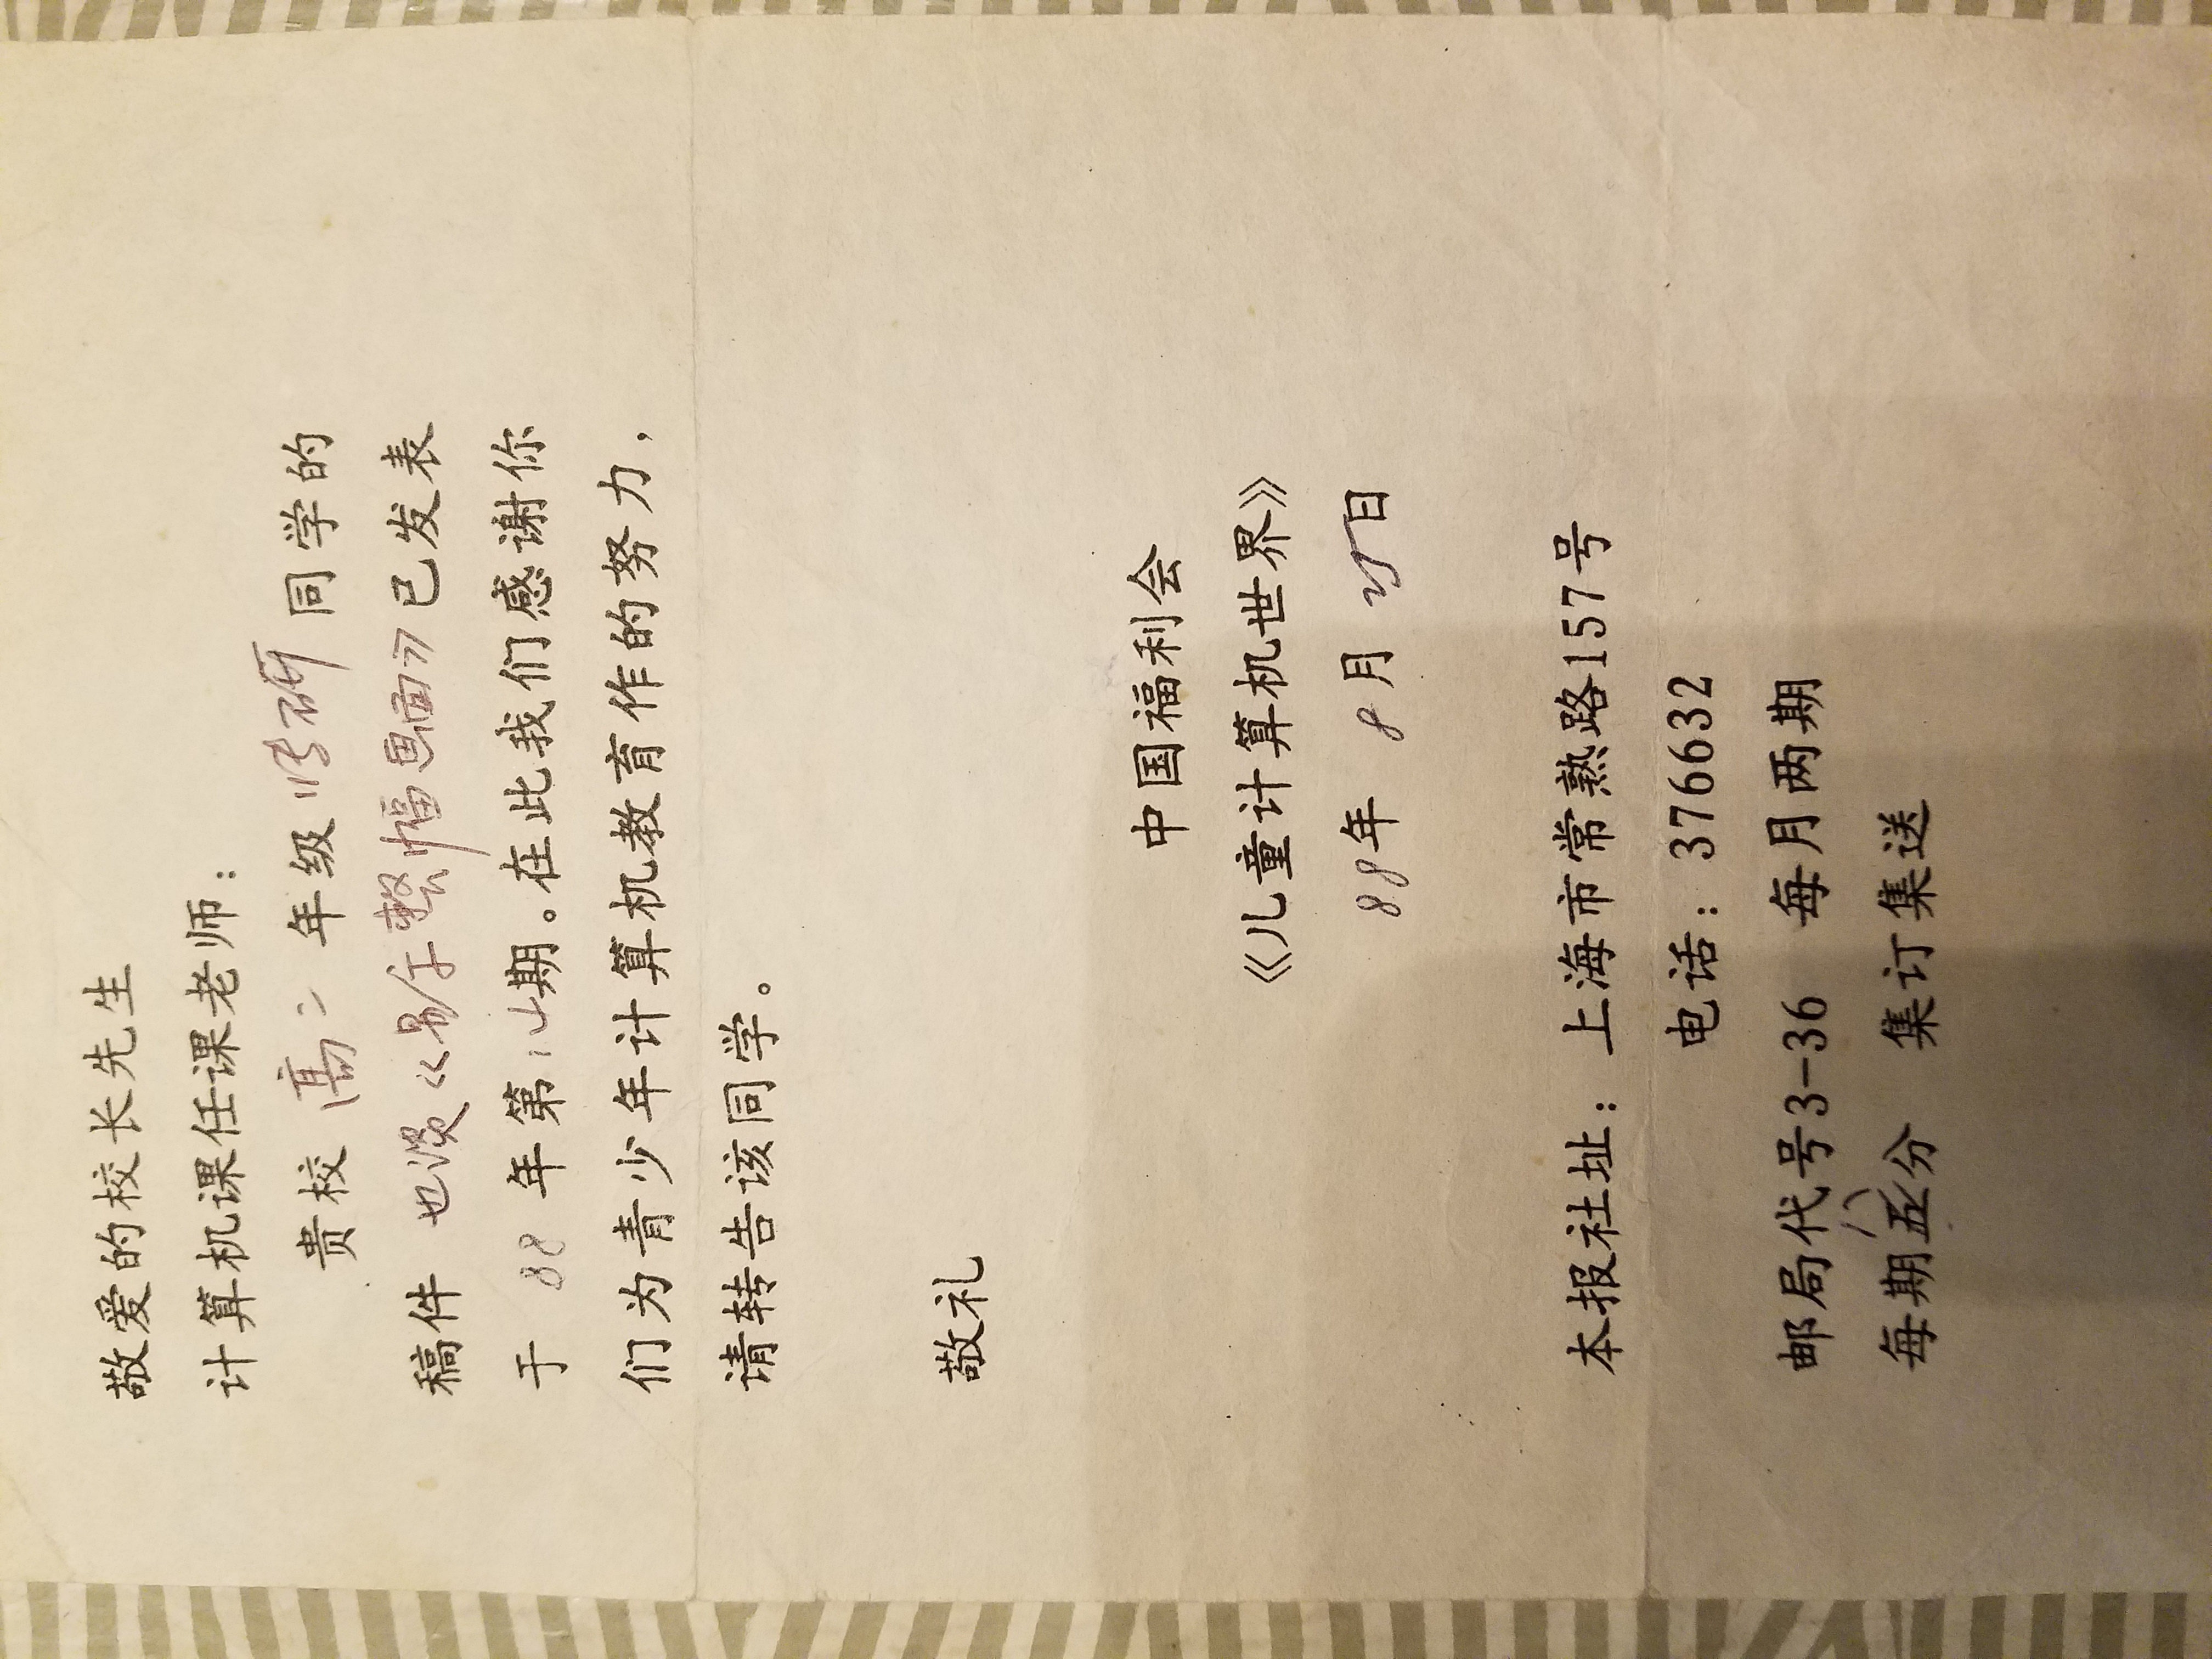 敬爱的校长先生
计算机课任课老师：
贵校 高二 年级 研 同学的
稿件 也谈《 整幅画面》已发表
于 88 年第14期。在此我们感谢你
们为青少年计算机教育作的努力，
请转告该同学。
敬礼
中国福利会
《儿童计算机世界》
88年 8月 25日
本报社址：上海市常熟路157号
电话：376632
邮局代号3-36 每月两期
每期五分 集订集送